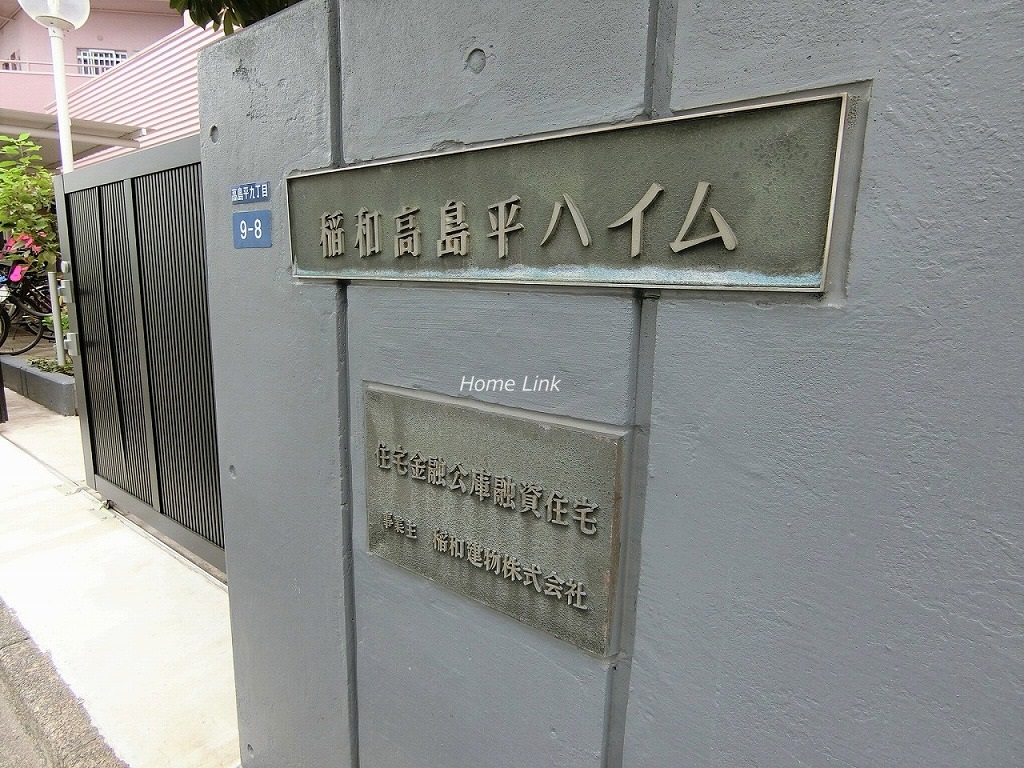 高島平九丁目
9-8
稲和高島平ハイム
Home Link
住宅金融公庫融資住宅
事業主 稲和建物株式会社